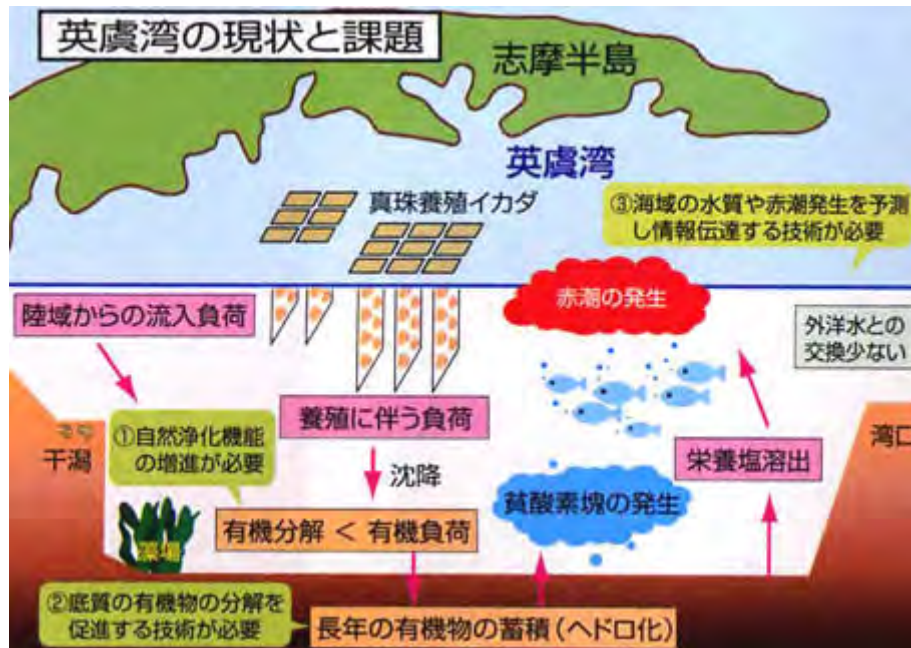 英虞湾の現状と課題
志摩半島
英虞湾
真珠養殖イカダ
③海域の水質や赤潮発生を予測
し情報伝達する技術が必要
陸域からの流入負荷
赤潮の発生
外洋水との
交換少ない
干潟
①自然浄化機能
の増進が必要
養殖に伴う負荷
沈降
栄養塩溶出
湾口
藻場
有機分解 < 有機負荷
貧酸素塊の発生
②底質の有機物の分解を
促進する技術が必要
長年の有機物の蓄積(ヘドロ化)